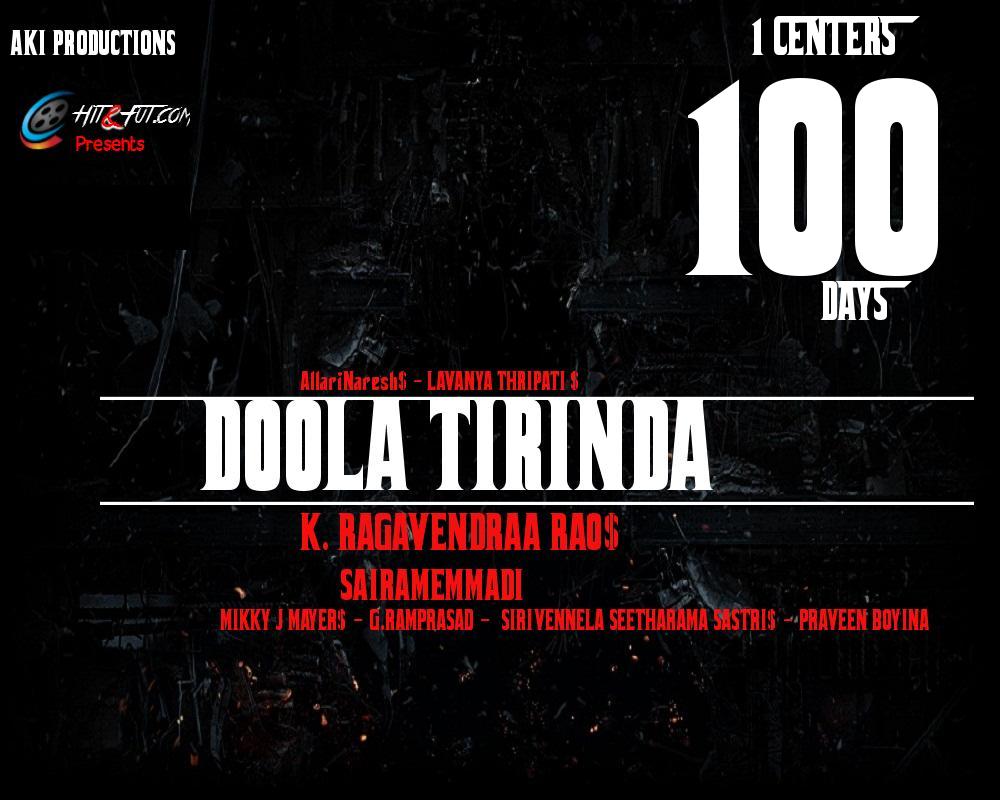 AKI PRODUCTIONS
HIT&FUT.COM
Presents
1 CENTERS
100
DAYS
AllariNaresh$ - LAVANYA THRIPATI $
DOOLA TIRINDA
K. RAGAVENDRAA RAO$
SAIRAMEMMADI
MIKKY J MAYER$ - G.RAMPRASAD - SIRIVENNELA SEETHARAMA SASTRI$ - PRAVEEN BOYINA